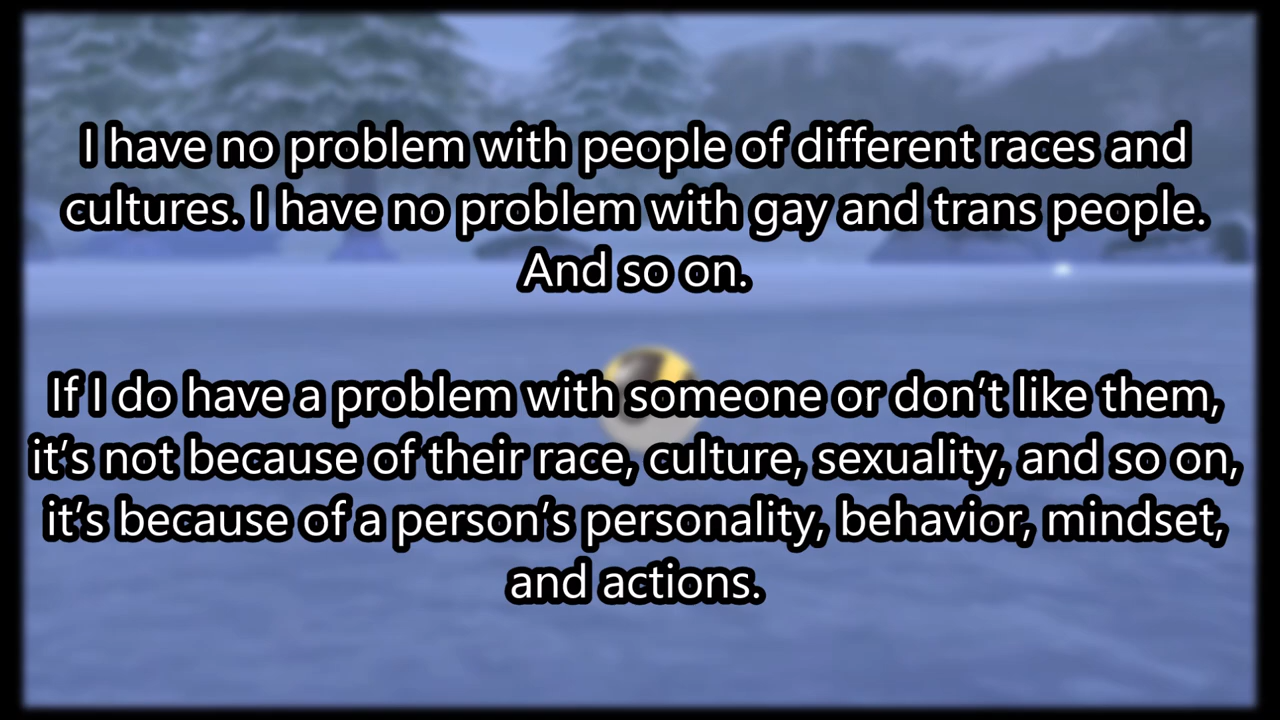 I have no problem with people of different races and
cultures. I have no problem with gay and trans people.
And so on.
If I do have a problem with someone or don’t like them,
it’s not because of their race, culture, sexuality, and so on,
it’s because of a person’s personality, behavior, mindset,
and actions.